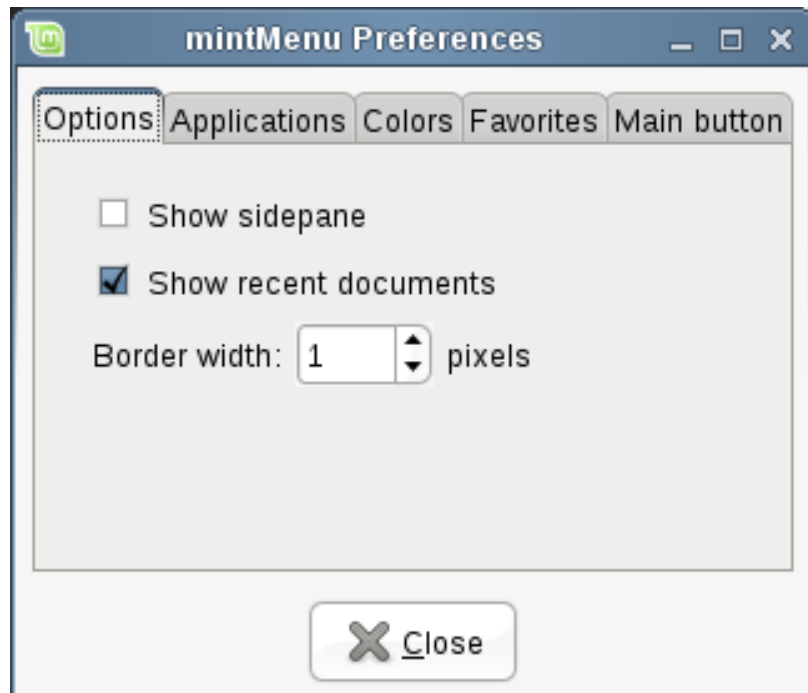 mintMenu Preferences
Options Applications Colors Favorites Main button
Show sidepane
Show recent documents
Border width: 1 pixels
Close